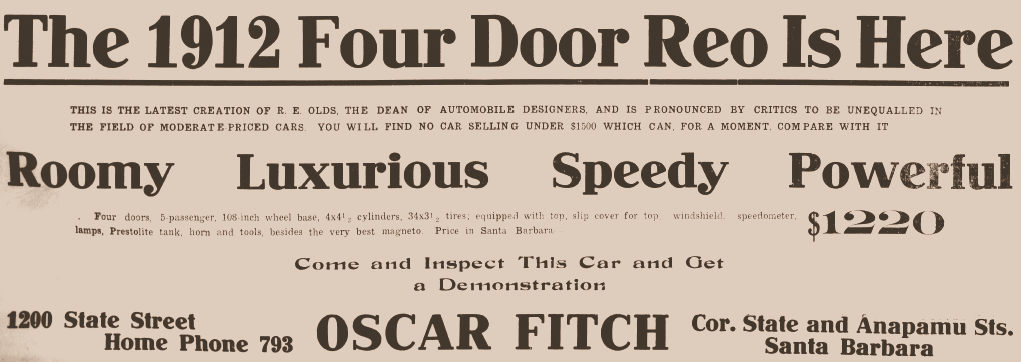 The 1912 Four Door Reo Is Here
THIS IS THE LATEST CREATION OF R. E. OLDS, THE DEAN OF AUTOMOBILE DESIGNERS, AND IS PRONOUNCED BY CRITICS TO BE UNEQUALLED IN
THE FIELD OF MODERATE PRICED CARS. YOU WILL FIND NO CAR SELLING UNDER $1500 WHICH CAN, FOR A MOMENT, COMPARE WITH IT
Roomy Luxurious Speedy Powerful
Four doors, 5-passenger, 108-inch wheel base, 4x4½ cylinders, 34x3½ tires; equipped with top, slip cover for top, windshield, speedometer,
lamps, Prestolite tank, horn and tools, besides the very best magneto. Price in Santa Barbara
$1220
Come and Inspect This Car and Get
a Demonstration
1200 State Street
Home Phone 793
OSCAR FITCH
Cor. State and Anapamu Sts.
Santa Barbara